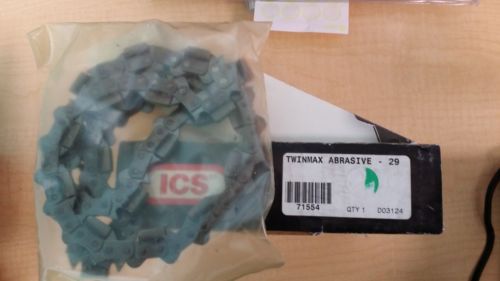 ICS
TWINMAX ABRASIVE - 29
71554
QTY 1 D03124